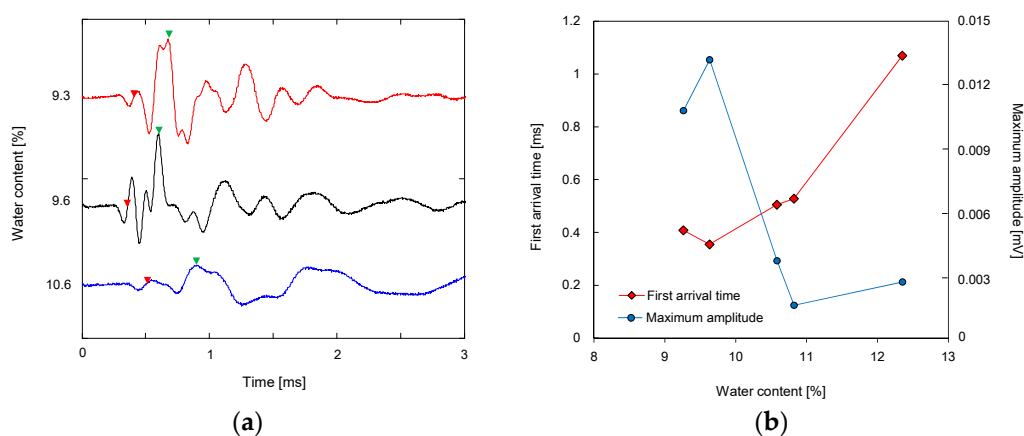 Water content [%]
9.3
9.6
10.6
0
1
2
3
Time [ms]
(a)
First arrival time [ms]
1.2
1
0.8
0.6
0.4
0.2
0
First arrival time
Maximum amplitude
8
9
10
11
12
13
Water content [%]
0.015
0.012
0.009
0.006
0.003
0
Maximum
amplitude [mV]
(b)